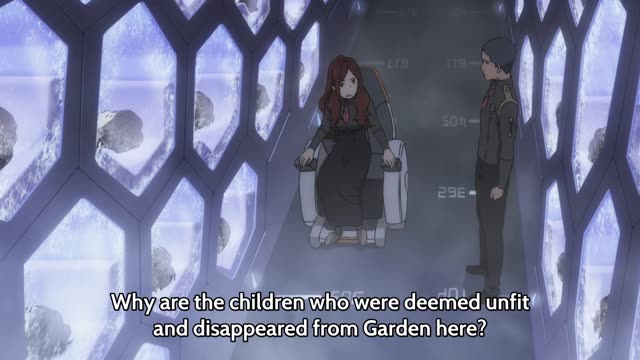 Why are the children who were deemed unfit
and disappeared from Garden here?